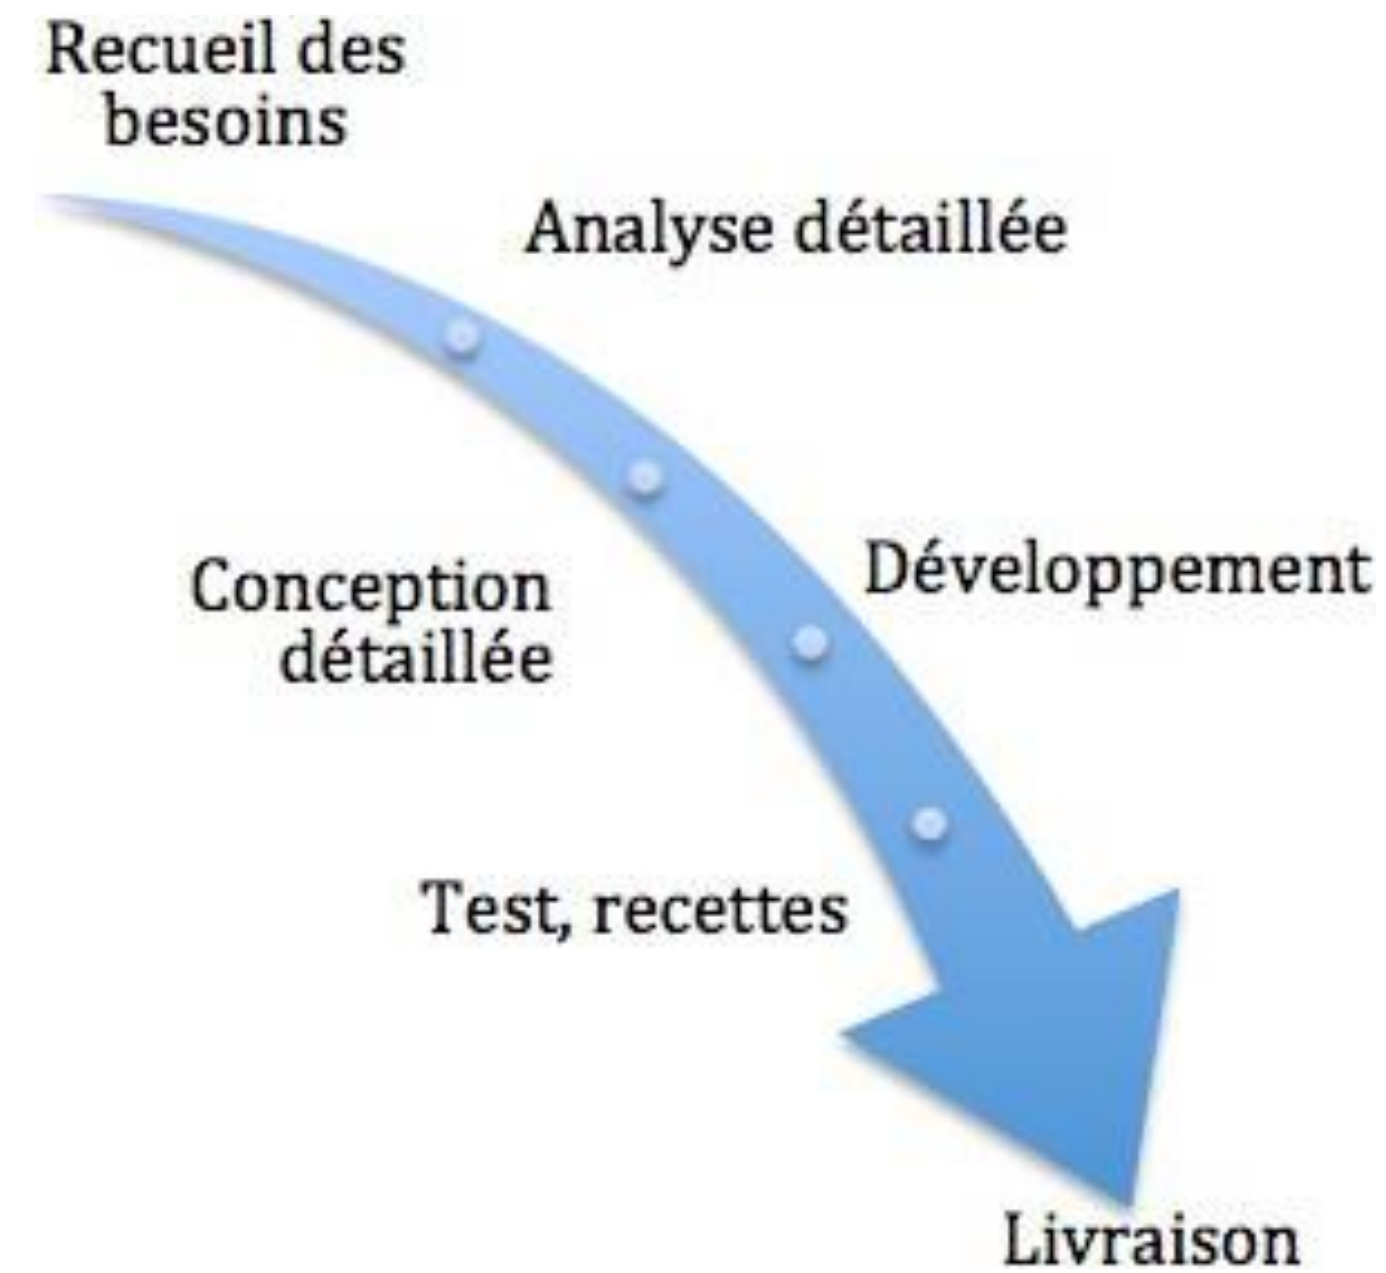 Recueil des
besoins
Analyse détaillée
Conception
détaillée
Développement
Test, recettes
Livraison